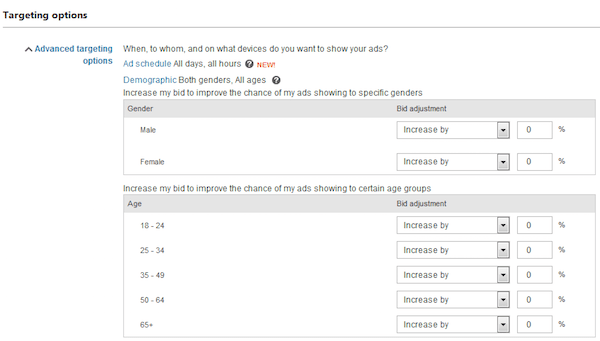 Targeting options
Advanced targeting options
When, to whom, and on what devices do you want to show your ads?
Ad schedule All days, all hours ? NEW!
Demographic Both genders, All ages ?
Increase my bid to improve the chance of my ads showing to specific genders
Gender Bid adjustment
Male Increase by 0 %
Female Increase by 0 %
Increase my bid to improve the chance of my ads showing to certain age groups
Age Bid adjustment
18 - 24 Increase by 0 %
25 - 34 Increase by 0 %
35 - 49 Increase by 0 %
50 - 64 Increase by 0 %
65+ Increase by 0 %